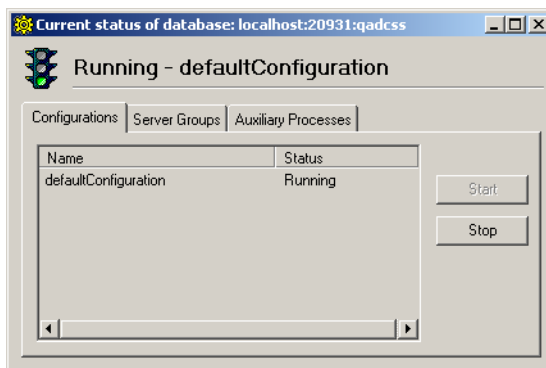 Current status of database: localhost:20931:qadcss
Running - defaultConfiguration
Configurations Server Groups Auxiliary Processes
Name Status
defaultConfiguration Running
Start
Stop